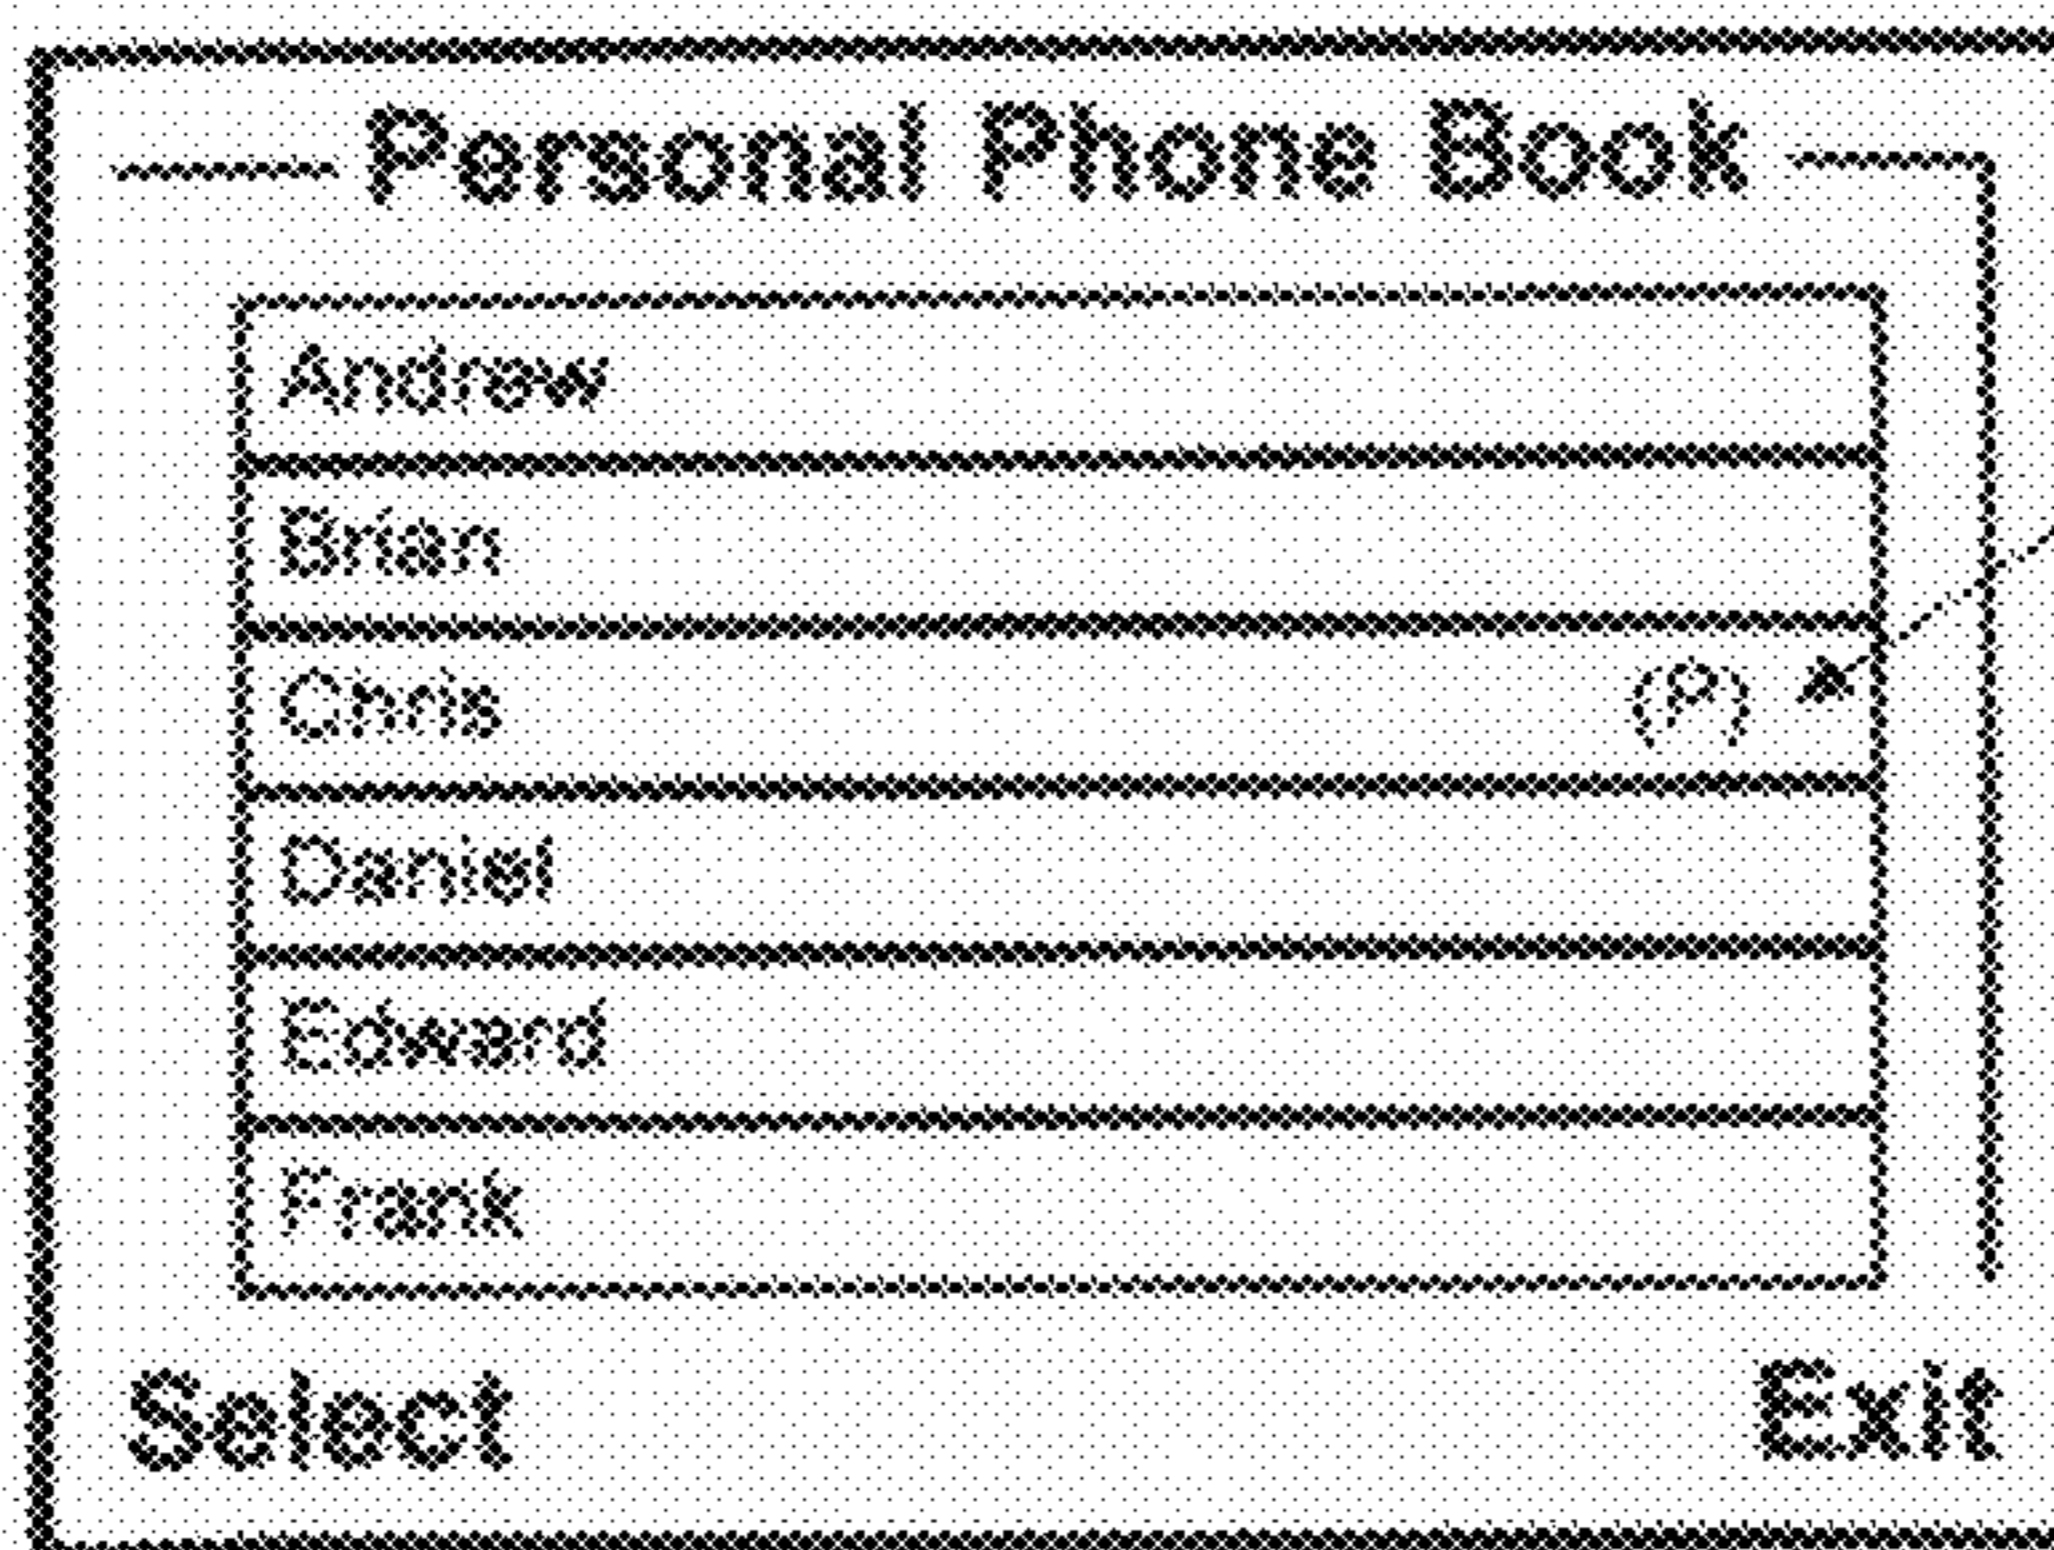 Personal Phone Book
Andrew
Brian
Chris (P)
Daniel
Edward
Frank
Select Exit